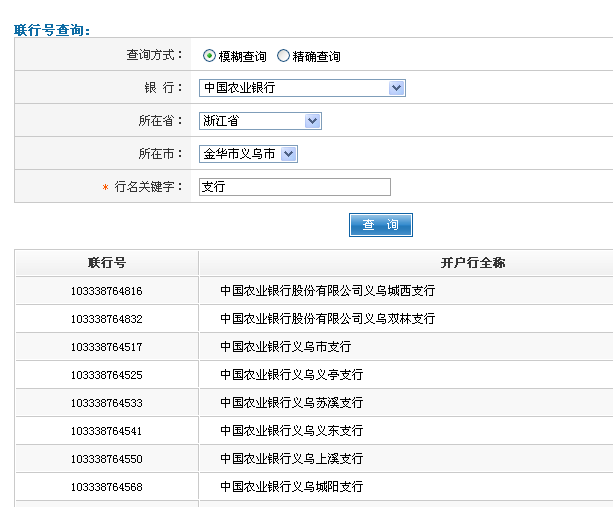 联行号查询：
查询方式： 模糊查询 精确查询
银 行： 中国农业银行
所在省： 浙江省
所在市： 金华市义乌市
* 行名关键字： 支行
查 询
联行号 开户行全称
103338764816 中国农业银行股份有限公司义乌城西支行
103338764832 中国农业银行股份有限公司义乌双林支行
103338764517 中国农业银行义乌市支行
103338764525 中国农业银行义乌义亭支行
103338764533 中国农业银行义乌苏溪支行
103338764541 中国农业银行义乌义东支行
103338764550 中国农业银行义乌上溪支行
103338764568 中国农业银行义乌城阳支行